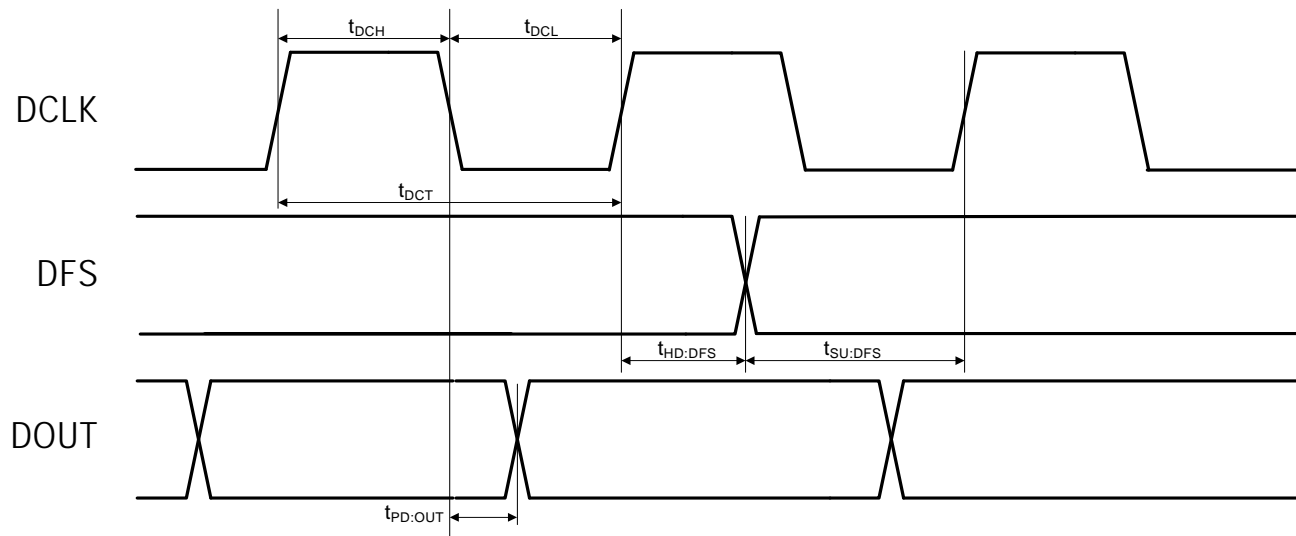 tDCH
tDCL
DCLK
tDCT
DFS
tHD:DFS
tSU:DFS
DOUT
tPD:OUT